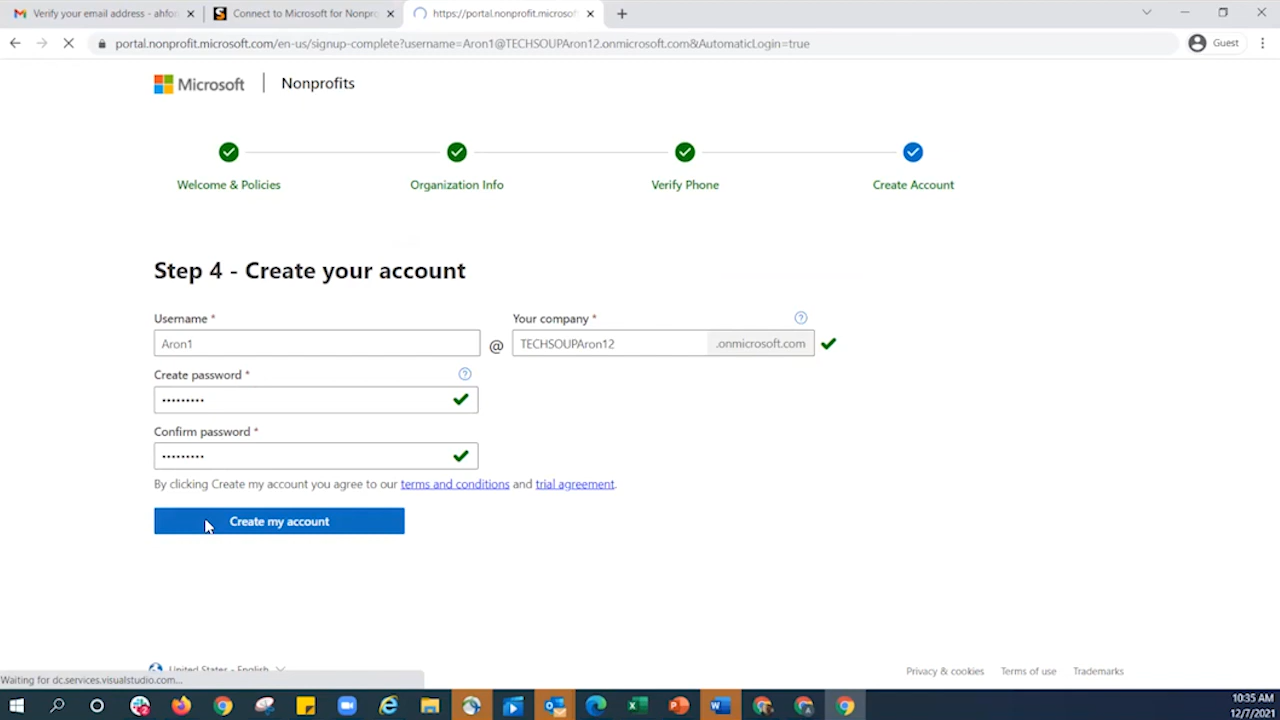 Verify your email address - ahfon
Connect to Microsoft for Nonpro
https://portal.nonprofit.microsof
portal.nonprofit.microsoft.com/en-us/signup-complete?username=Aron1@TECHSOUPAron12.onmicrosoft.com&AutomaticLogin=true
Guest
Microsoft | Nonprofits
Welcome & Policies
Organization Info
Verify Phone
Create Account
Step 4 - Create your account
Username *
Your company *
Aron1
@
TECHSOUPAron12
.onmicrosoft.com
Create password *
Confirm password *
By clicking Create my account you agree to our terms and conditions and trial agreement.
Create my account
United States - English
Privacy & cookies
Terms of use
Trademarks
Waiting for dc.services.visualstudio.com...
10:35 AM
12/7/2021